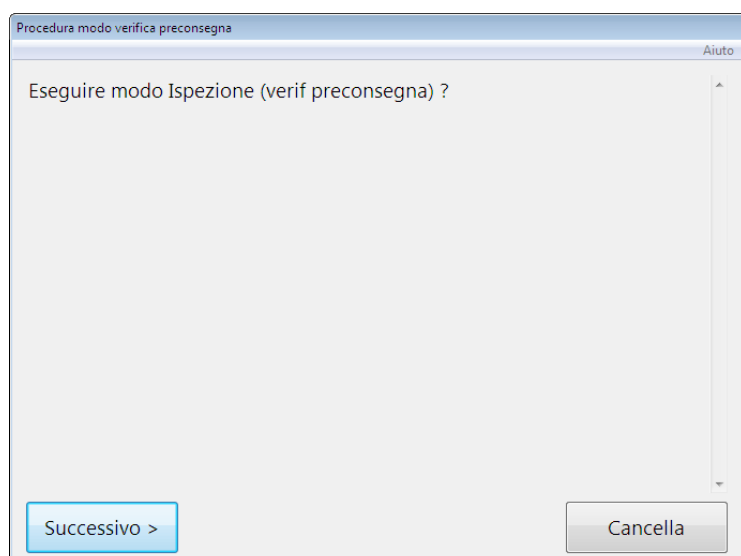 Procedura modo verifica preconsegna
Aiuto
Eseguire modo Ispezione (verif preconsegna) ?
Successivo >
Cancella